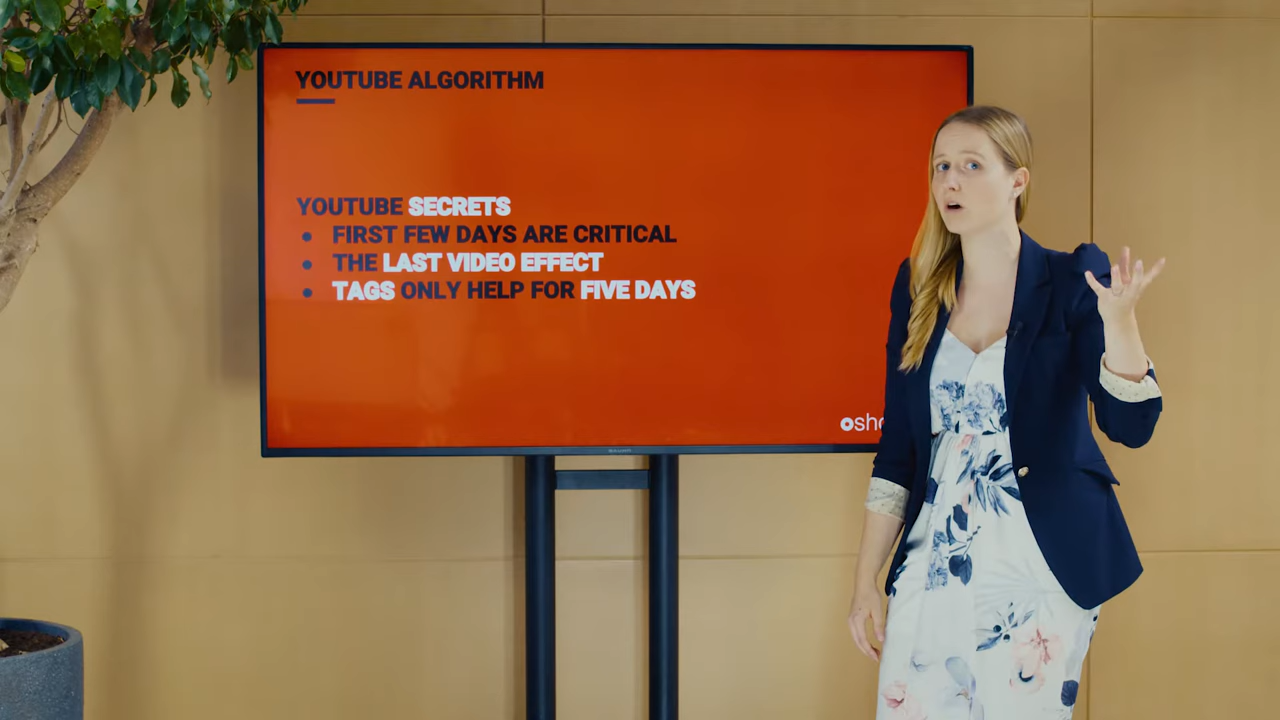 YOUTUBE ALGORITHM
YOUTUBE SECRETS
• FIRST FEW DAYS ARE CRITICAL
• THE LAST VIDEO EFFECT
• TAGS ONLY HELP FOR FIVE DAYS